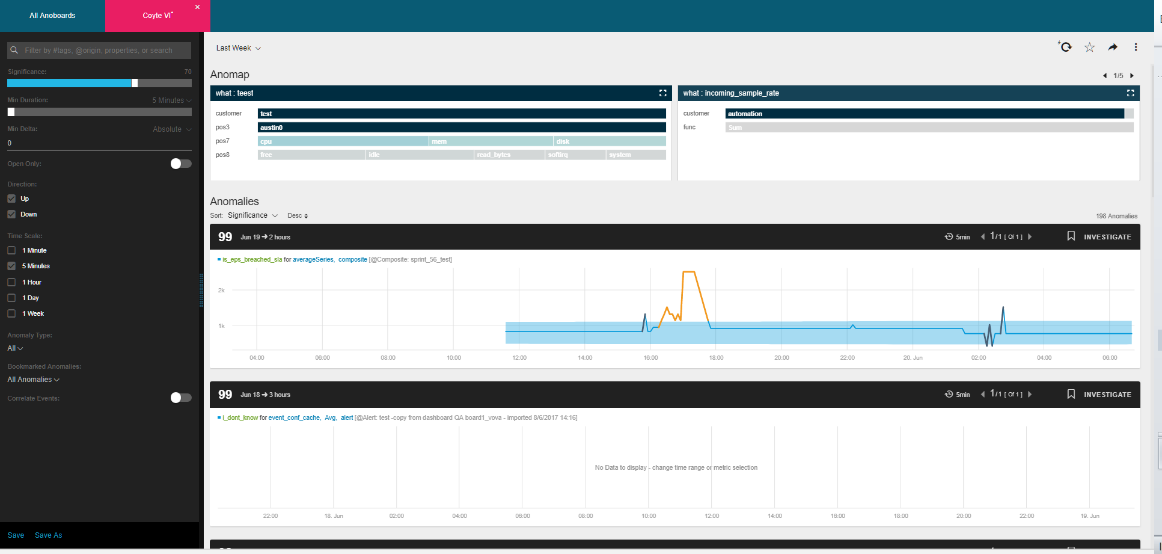 All Anoboards
Coyte VI*
×
Filter by #tags, @origin, properties, or search
Significance: 70
Min Duration: 5 Minutes
Min Delta: Absolute
0
Open Only:
Direction:
Up
Down
Time Scale:
1 Minute
5 Minutes
1 Hour
1 Day
1 Week
Anomaly Type:
All
Bookmarked Anomalies:
All Anomalies
Correlate Events:
Save Save As
Last Week
Anomap
1/5
what : teest
customer test
pos3 austin0
pos7 cpu mem disk
pos8 free idle read_bytes softirq system
what : incoming_sample_rate
customer automation
func Sum
Anomalies
Sort: Significance Desc
198 Anomalies
99 Jun 19 → 2 hours
5min 1/1 [ Of 1 ] INVESTIGATE
is_eps_breached_sla for averageSeries, composite [@Composite: sprint_56_test]
2k
1k
04:00 06:00 08:00 10:00 12:00 14:00 16:00 18:00 20:00 22:00 20. Jun 02:00 04:00 06:00
99 Jun 18 → 3 hours
5min 1/1 [ Of 1 ] INVESTIGATE
i_dont_know for event_conf_cache, Avg, alert [@Alert: test -copy from dashboard QA board1_vova - imported 9/6/2017 14:16]
No Data to display - change time range or metric selection
22:00 18. Jun 02:00 04:00 06:00 08:00 10:00 12:00 14:00 16:00 18:00 20:00 22:00 19. Jun